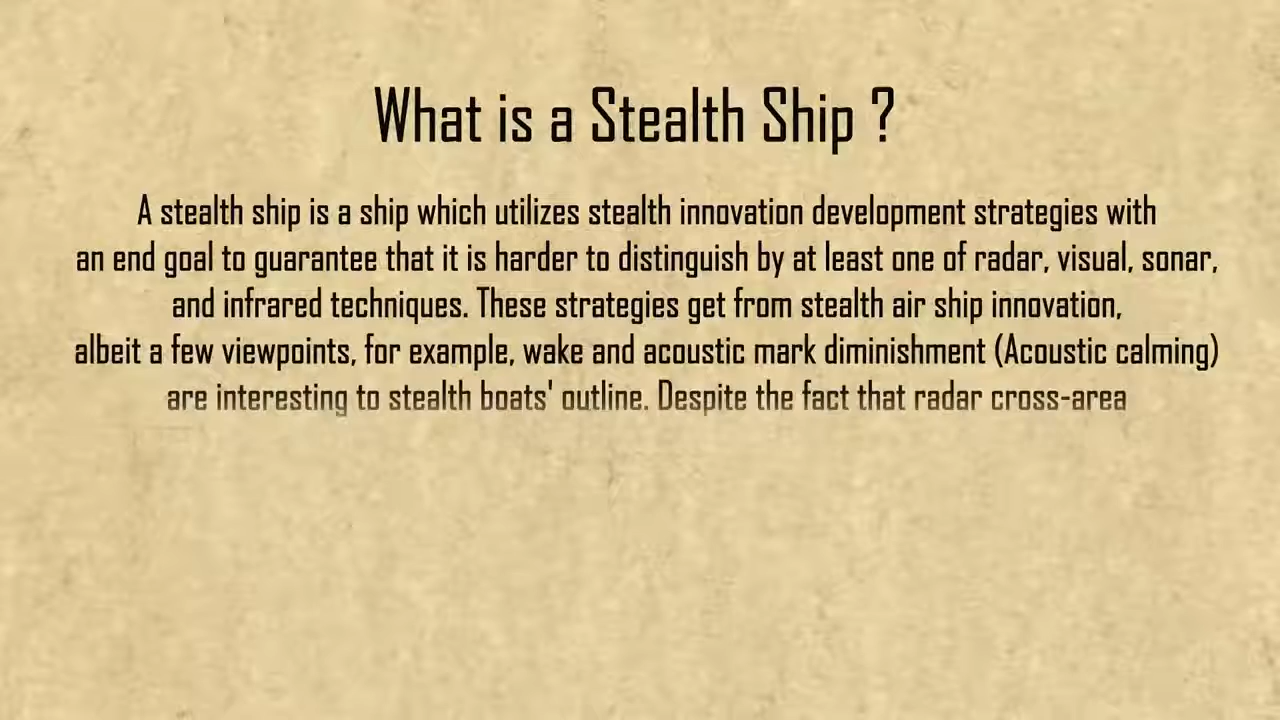 What is a Stealth Ship ?
A stealth ship is a ship which utilizes stealth innovation development strategies with
an end goal to guarantee that it is harder to distinguish by at least one of radar, visual, sonar,
and infrared techniques. These strategies get from stealth air ship innovation,
albeit a few viewpoints, for example, wake and acoustic mark diminishment (Acoustic calming)
are interesting to stealth boats' outline. Despite the fact that radar cross-area